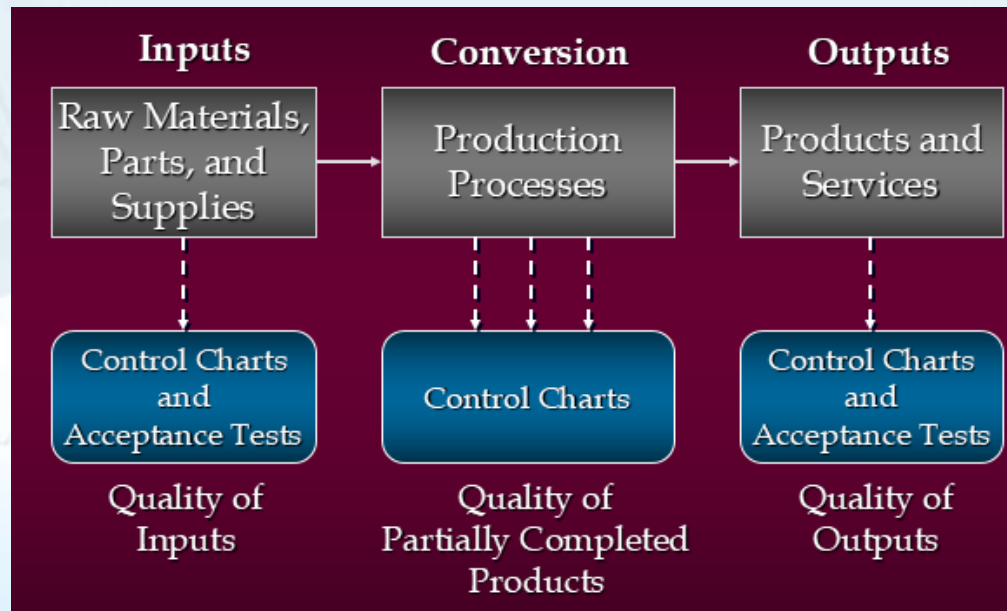 Inputs
Conversion
Outputs
Raw Materials,
Parts, and
Supplies
Production
Processes
Products and
Services
Control Charts
and
Acceptance Tests
Control Charts
Control Charts
and
Acceptance Tests
Quality of
Inputs
Quality of
Partially Completed
Products
Quality of
Outputs